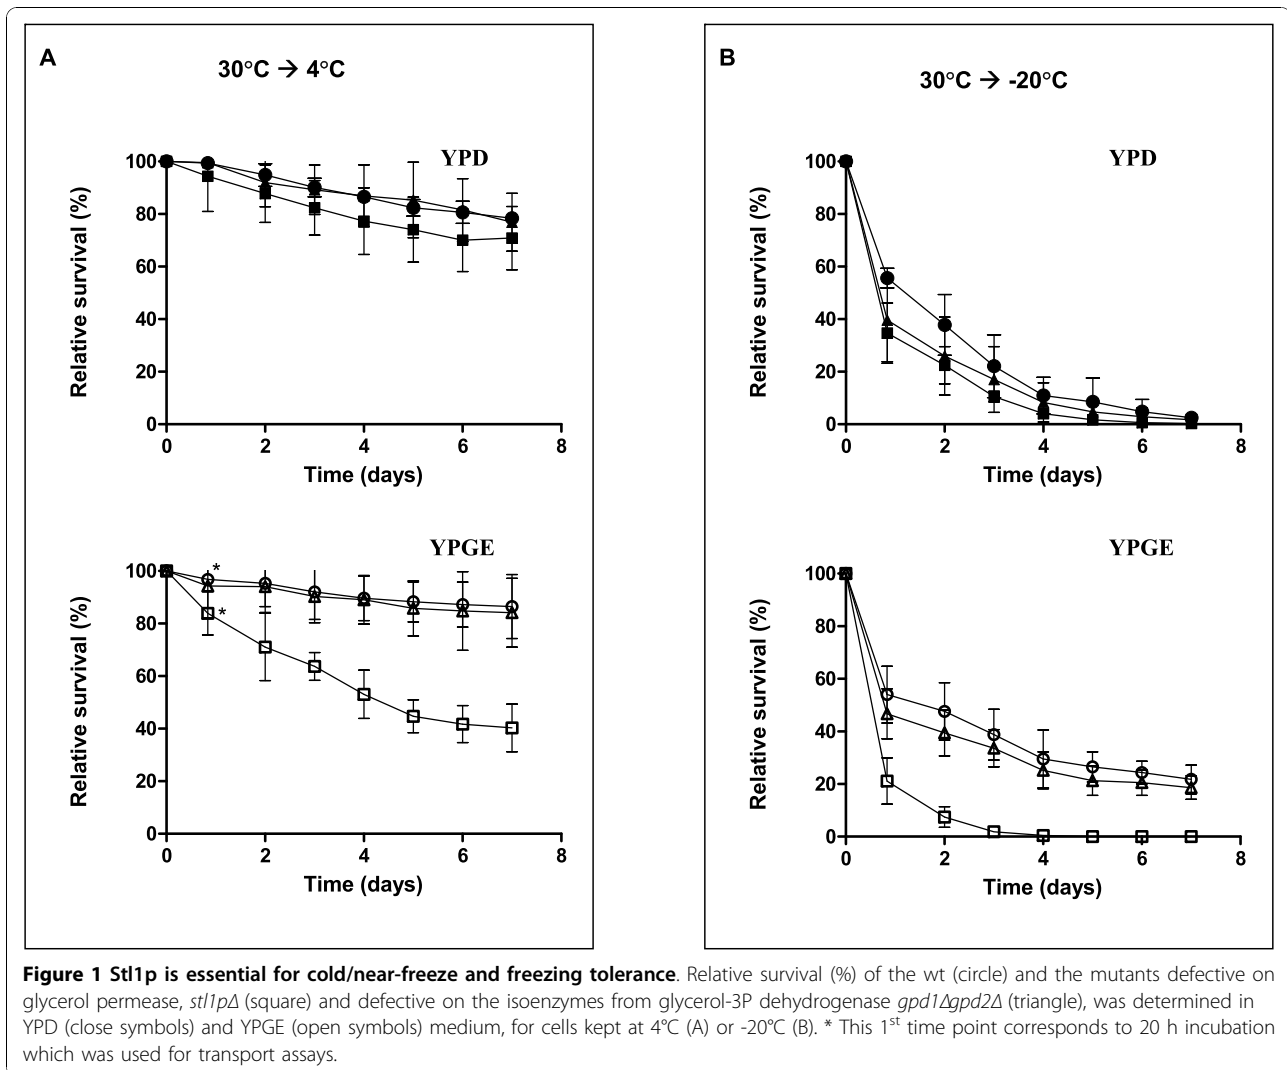 A
30°C → 4°C
YPD
Relative survival (%)
100
80
60
40
20
0
0 2 4 6 8
Time (days)
YPGE
Relative survival (%)
100
80
60
40
20
0
*
*
0 2 4 6 8
Time (days)
B
30°C → -20°C
YPD
Relative survival (%)
100
80
60
40
20
0
0 2 4 6 8
Time (days)
YPGE
Relative survival (%)
100
80
60
40
20
0
0 2 4 6 8
Time (days)
Figure 1 Stl1p is essential for cold/near-freeze and freezing tolerance. Relative survival (%) of the wt (circle) and the mutants defective on
glycerol permease, stl1pΔ (square) and defective on the isoenzymes from glycerol-3P dehydrogenase gpd1Δgpd2Δ (triangle), was determined in
YPD (close symbols) and YPGE (open symbols) medium, for cells kept at 4°C (A) or -20°C (B). * This 1st time point corresponds to 20 h incubation
which was used for transport assays.